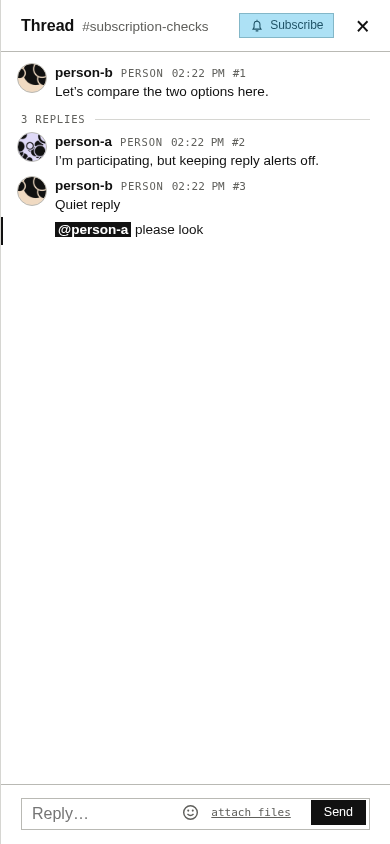 Thread #subscription-checks Subscribe
person-b PERSON 02:22 PM #1
Let’s compare the two options here.
3 REPLIES
person-a PERSON 02:22 PM #2
I’m participating, but keeping reply alerts off.
person-b PERSON 02:22 PM #3
Quiet reply
@person-a please look
Reply… attach files Send